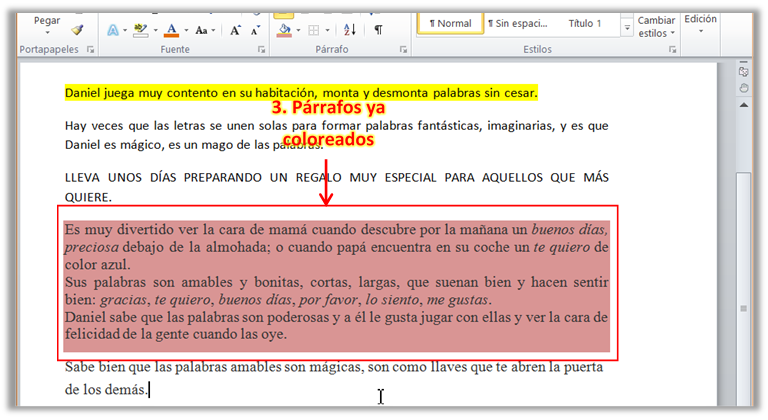 Pegar
A Aa A A
¶ Normal ¶ Sin espaci... Título 1
Cambiar
estilos
Edición
Portapapeles Fuente Párrafo Estilos
Daniel juega muy contento en su habitación, monta y desmonta palabras sin cesar.
3. Párrafos ya
coloreados
Hay veces que las letras se unen solas para formar palabras fantásticas, imaginarias, y es que
Daniel es mágico, es un mago de las palabras.
LLEVA UNOS DÍAS PREPARANDO UN REGALO MUY ESPECIAL PARA AQUELLOS QUE MÁS
QUIERE.
Es muy divertido ver la cara de mamá cuando descubre por la mañana un buenos días,
preciosa debajo de la almohada; o cuando papá encuentra en su coche un te quiero de
color azul.
Sus palabras son amables y bonitas, cortas, largas, que suenan bien y hacen sentir
bien: gracias, te quiero, buenos días, por favor, lo siento, me gustas.
Daniel sabe que las palabras son poderosas y a él le gusta jugar con ellas y ver la cara de
felicidad de la gente cuando las oye.
Sabe bien que las palabras amables son mágicas, son como llaves que te abren la puerta
de los demás.